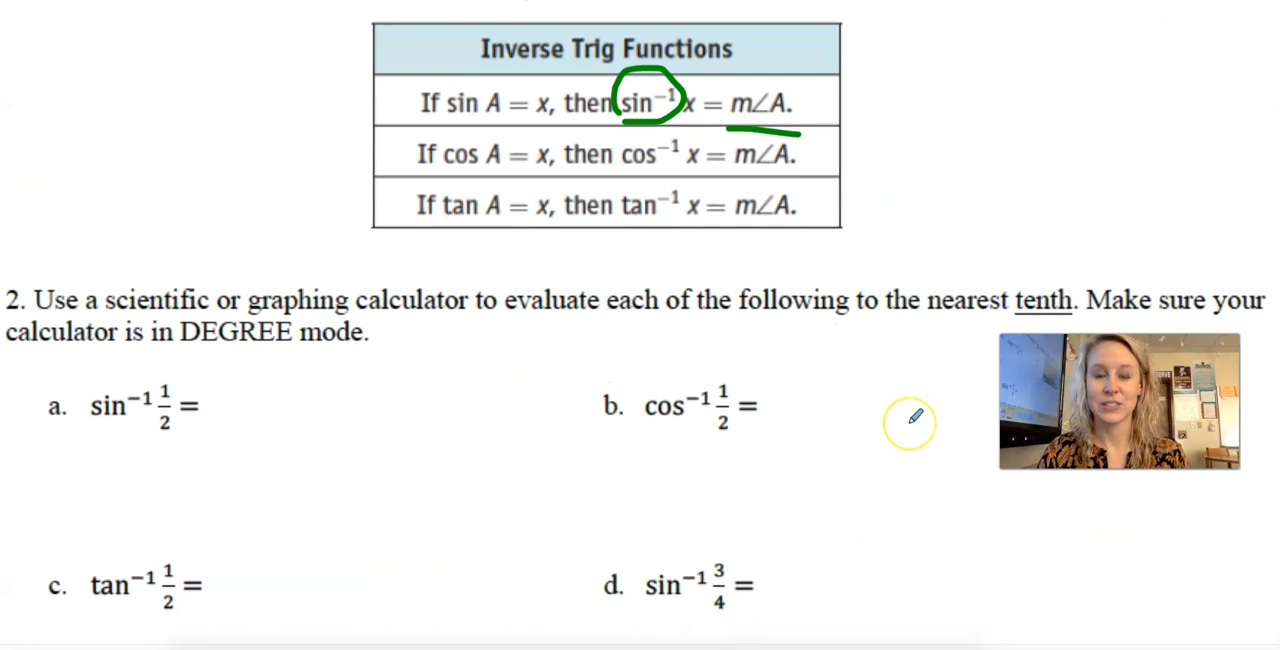 Inverse Trig Functions
If sin A = x, then sin⁻¹ x = m∠A.
If cos A = x, then cos⁻¹ x = m∠A.
If tan A = x, then tan⁻¹ x = m∠A.
2. Use a scientific or graphing calculator to evaluate each of the following to the nearest tenth. Make sure your
calculator is in DEGREE mode.
a. sin⁻¹ 1/2 =
b. cos⁻¹ 1/2 =
c. tan⁻¹ 1/2 =
d. sin⁻¹ 3/4 =